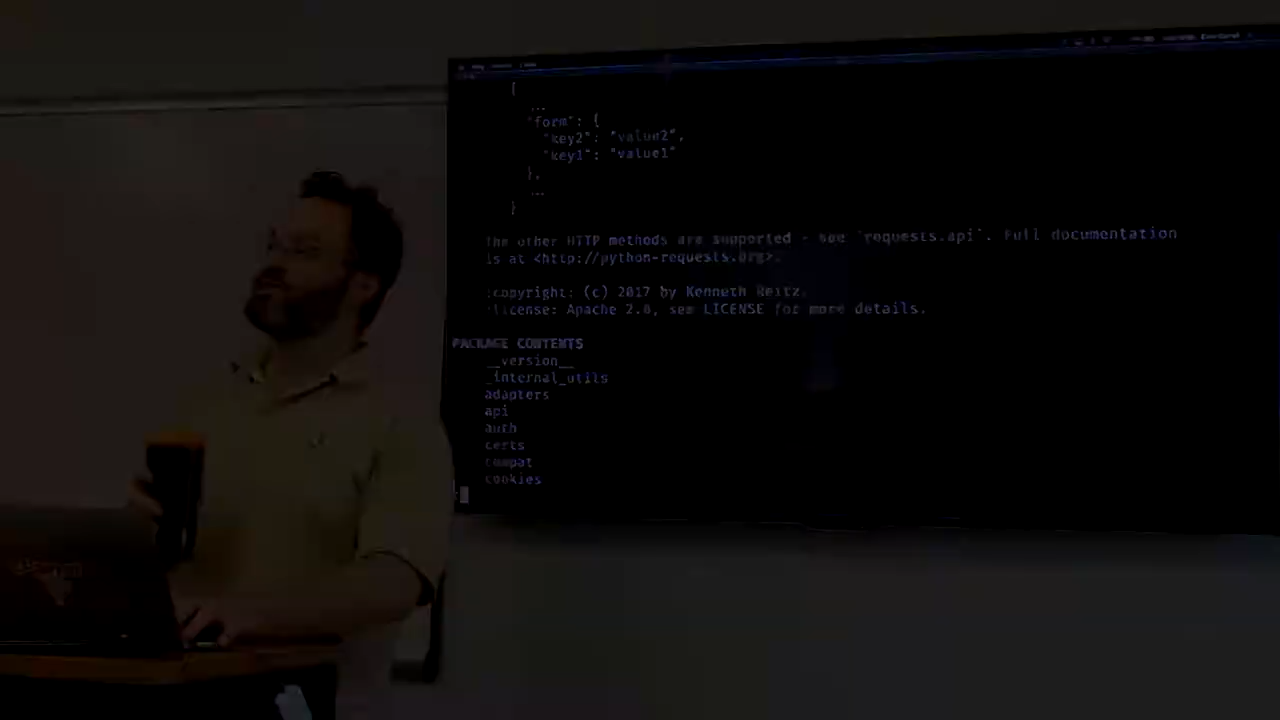 {
...
"form": {
"key2": "value2",
"key1": "value1"
},
...
}
The other HTTP methods are supported - see `requests.api`. Full documentation
is at <http://python-requests.org>.
:copyright: (c) 2017 by Kenneth Reitz.
:license: Apache 2.0, see LICENSE for more details.
PACKAGE CONTENTS
__version__
_internal_utils
adapters
api
auth
certs
compat
cookies
: